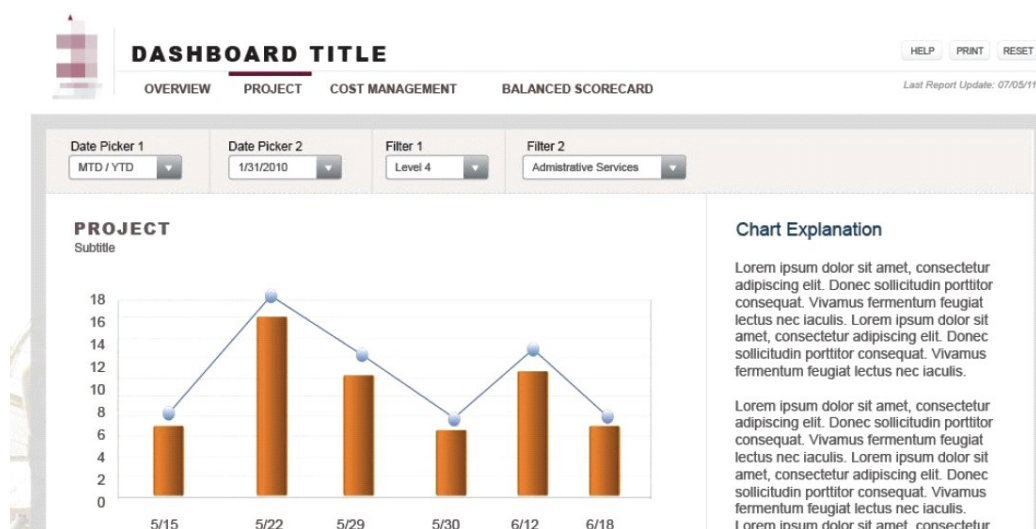 DASHBOARD TITLE
HELP PRINT RESET
OVERVIEW PROJECT COST MANAGEMENT BALANCED SCORECARD
Last Report Update: 07/05/11
Date Picker 1 Date Picker 2 Filter 1 Filter 2
MTD / YTD 1/31/2010 Level 4 Admistrative Services
PROJECT
Subtitle
18
16
14
12
10
8
6
4
2
0
5/15 5/22 5/29 5/30 6/12 6/18
Chart Explanation
Lorem ipsum dolor sit amet, consectetur
adipiscing elit. Donec sollicitudin porttitor
consequat. Vivamus fermentum feugiat
lectus nec iaculis. Lorem ipsum dolor sit
amet, consectetur adipiscing elit. Donec
sollicitudin porttitor consequat. Vivamus
fermentum feugiat lectus nec iaculis.
Lorem ipsum dolor sit amet, consectetur
adipiscing elit. Donec sollicitudin porttitor
consequat. Vivamus fermentum feugiat
lectus nec iaculis. Lorem ipsum dolor sit
amet, consectetur adipiscing elit. Donec
sollicitudin porttitor consequat. Vivamus
fermentum feugiat lectus nec iaculis.
Lorem ipsum dolor sit amet, consectetur